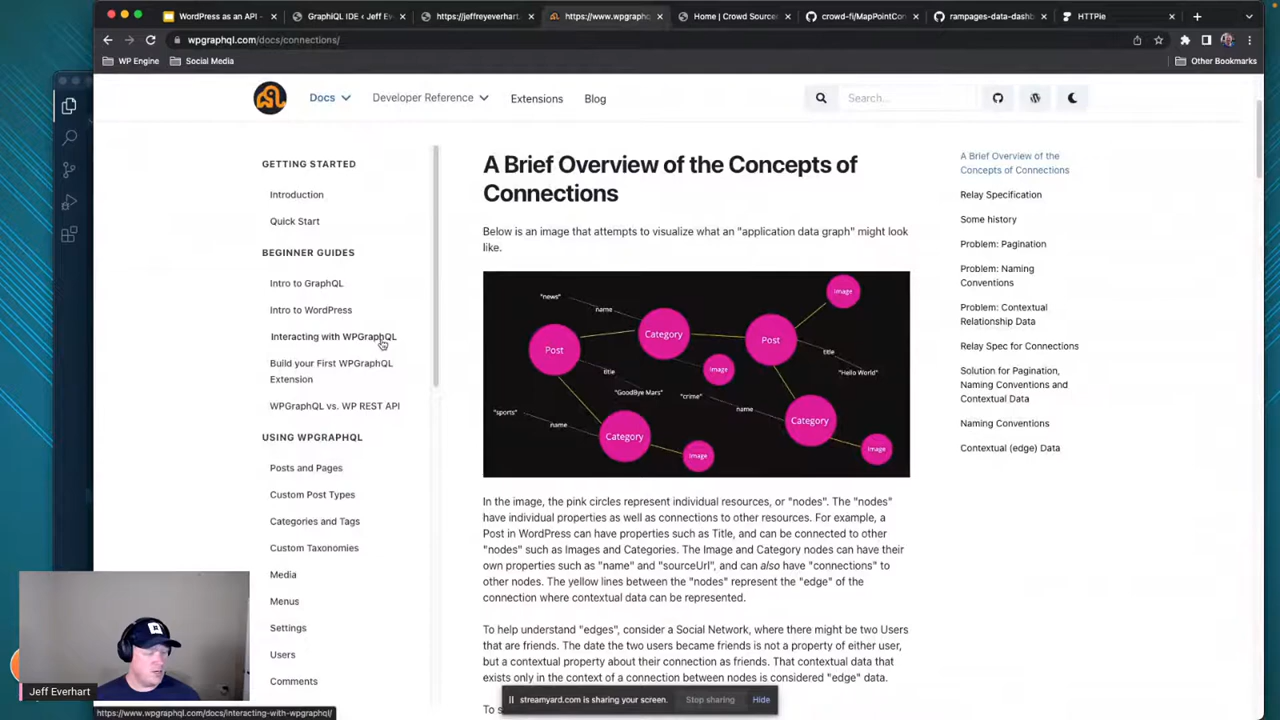 WordPress as an API -
GraphiQL IDE ‹ Jeff Ev
https://jeffreyeverhart.
https://www.wpgraphq
Home | Crowd Source
crowd-fi/MapPointCon
rampages-data-dashb
HTTPie
wpgraphql.com/docs/connections/
WP Engine
Social Media
Other Bookmarks
Docs
Developer Reference
Extensions
Blog
Search...
GETTING STARTED
Introduction
Quick Start
BEGINNER GUIDES
Intro to GraphQL
Intro to WordPress
Interacting with WPGraphQL
Build your First WPGraphQL
Extension
WPGraphQL vs. WP REST API
USING WPGRAPHQL
Posts and Pages
Custom Post Types
Categories and Tags
Custom Taxonomies
Media
Menus
Settings
Users
Comments
A Brief Overview of the Concepts of
Connections
Below is an image that attempts to visualize what an "application data graph" might look
like.
"news"
name
Image
Post
Category
Post
title
Image
title
"GoodBye Mars"
"crime"
"Hello World"
"sports"
name
name
Category
Category
Image
Image
In the image, the pink circles represent individual resources, or "nodes". The "nodes"
have individual properties as well as connections to other resources. For example, a
Post in WordPress can have properties such as Title, and can be connected to other
"nodes" such as Images and Categories. The Image and Category nodes can have their
own properties such as "name" and "sourceUrl", and can also have "connections" to
other nodes. The yellow lines between the "nodes" represent the "edge" of the
connection where contextual data can be represented.
To help understand "edges", consider a Social Network, where there might be two Users
that are friends. The date the two users became friends is not a property of either user,
but a contextual property about their connection as friends. That contextual data that
exists only in the context of a connection between nodes is considered "edge" data.
To s
A Brief Overview of the
Concepts of Connections
Relay Specification
Some history
Problem: Pagination
Problem: Naming
Conventions
Problem: Contextual
Relationship Data
Relay Spec for Connections
Solution for Pagination,
Naming Conventions and
Contextual Data
Naming Conventions
Contextual (edge) Data
streamyard.com is sharing your screen.
Stop sharing
Hide
Jeff Everhart
https://www.wpgraphql.com/docs/interacting-with-wpgraphql/